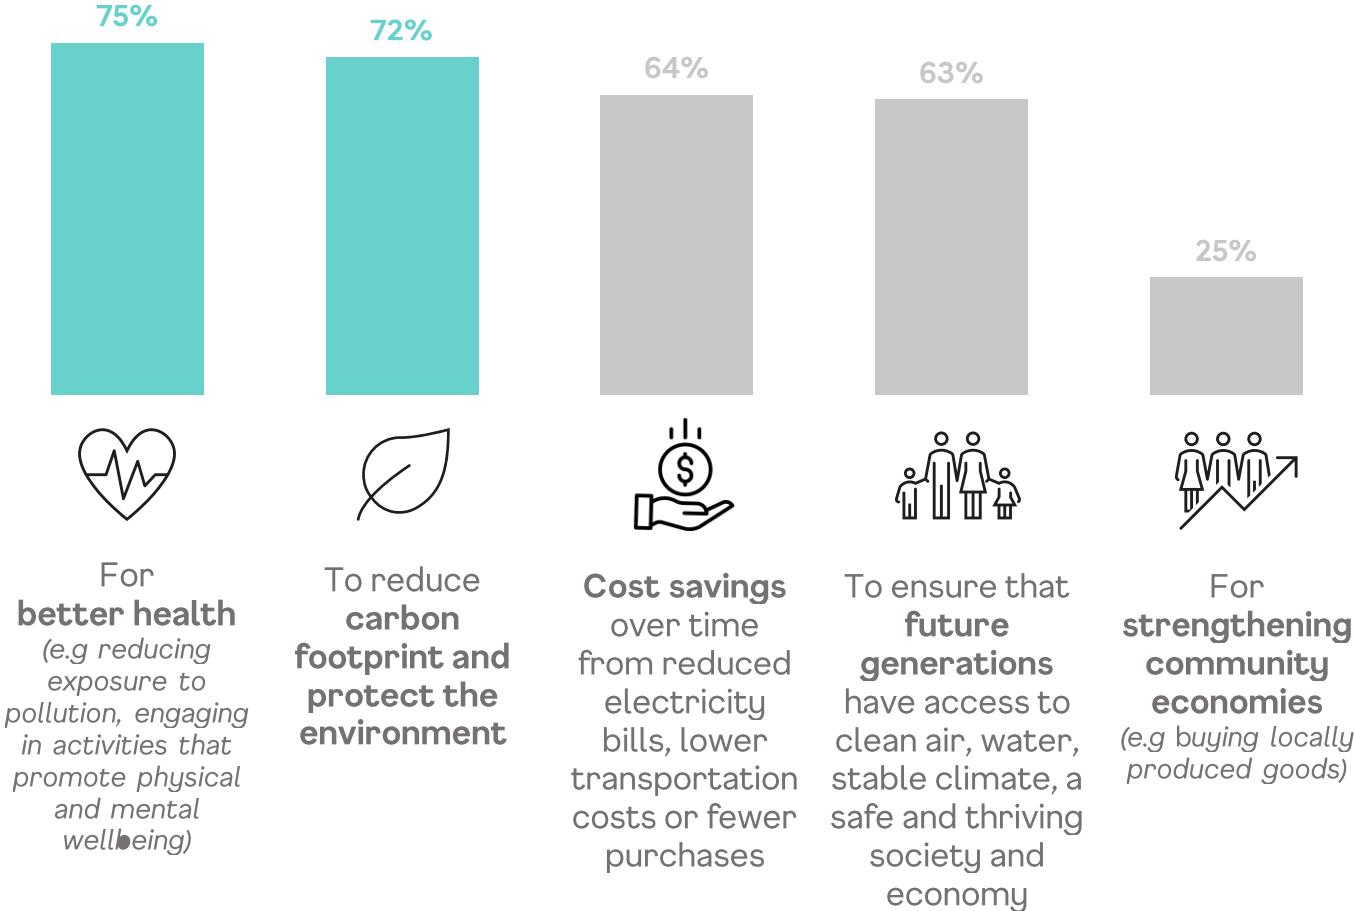 75%
72%
64%
63%
25%
$
For
better health
(e.g reducing
exposure to
pollution, engaging
in activities that
promote physical
and mental
wellbeing)
To reduce
carbon
footprint and
protect the
environment
Cost savings
over time
from reduced
electricity
bills, lower
transportation
costs or fewer
purchases
To ensure that
future
generations
have access to
clean air, water,
stable climate, a
safe and thriving
society and
economy
For
strengthening
community
economies
(e.g buying locally
produced goods)